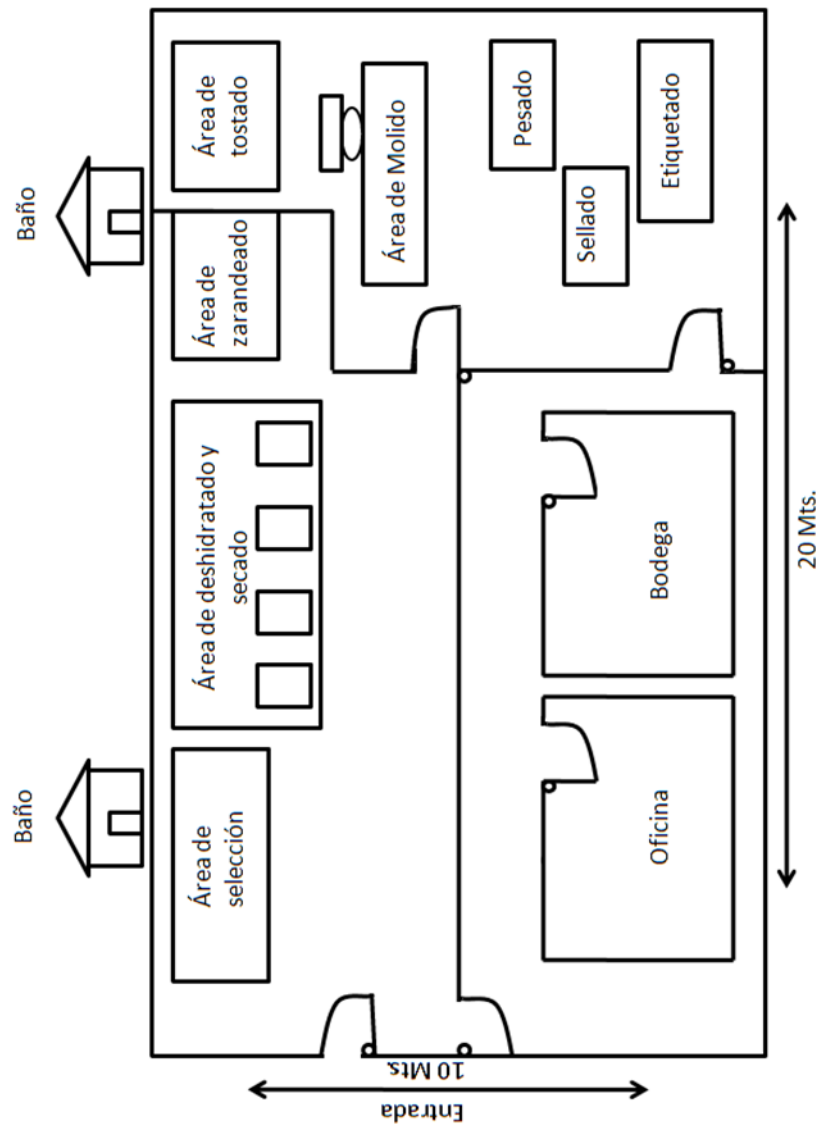 Baño
Baño
Área de
selección
Área de deshidratado y
secado
Área de
zarandeado
Área de
tostado
Área de Molido
Pesado
Sellado
Etiquetado
Oficina
Bodega
Entrada
10 Mts.
20 Mts.